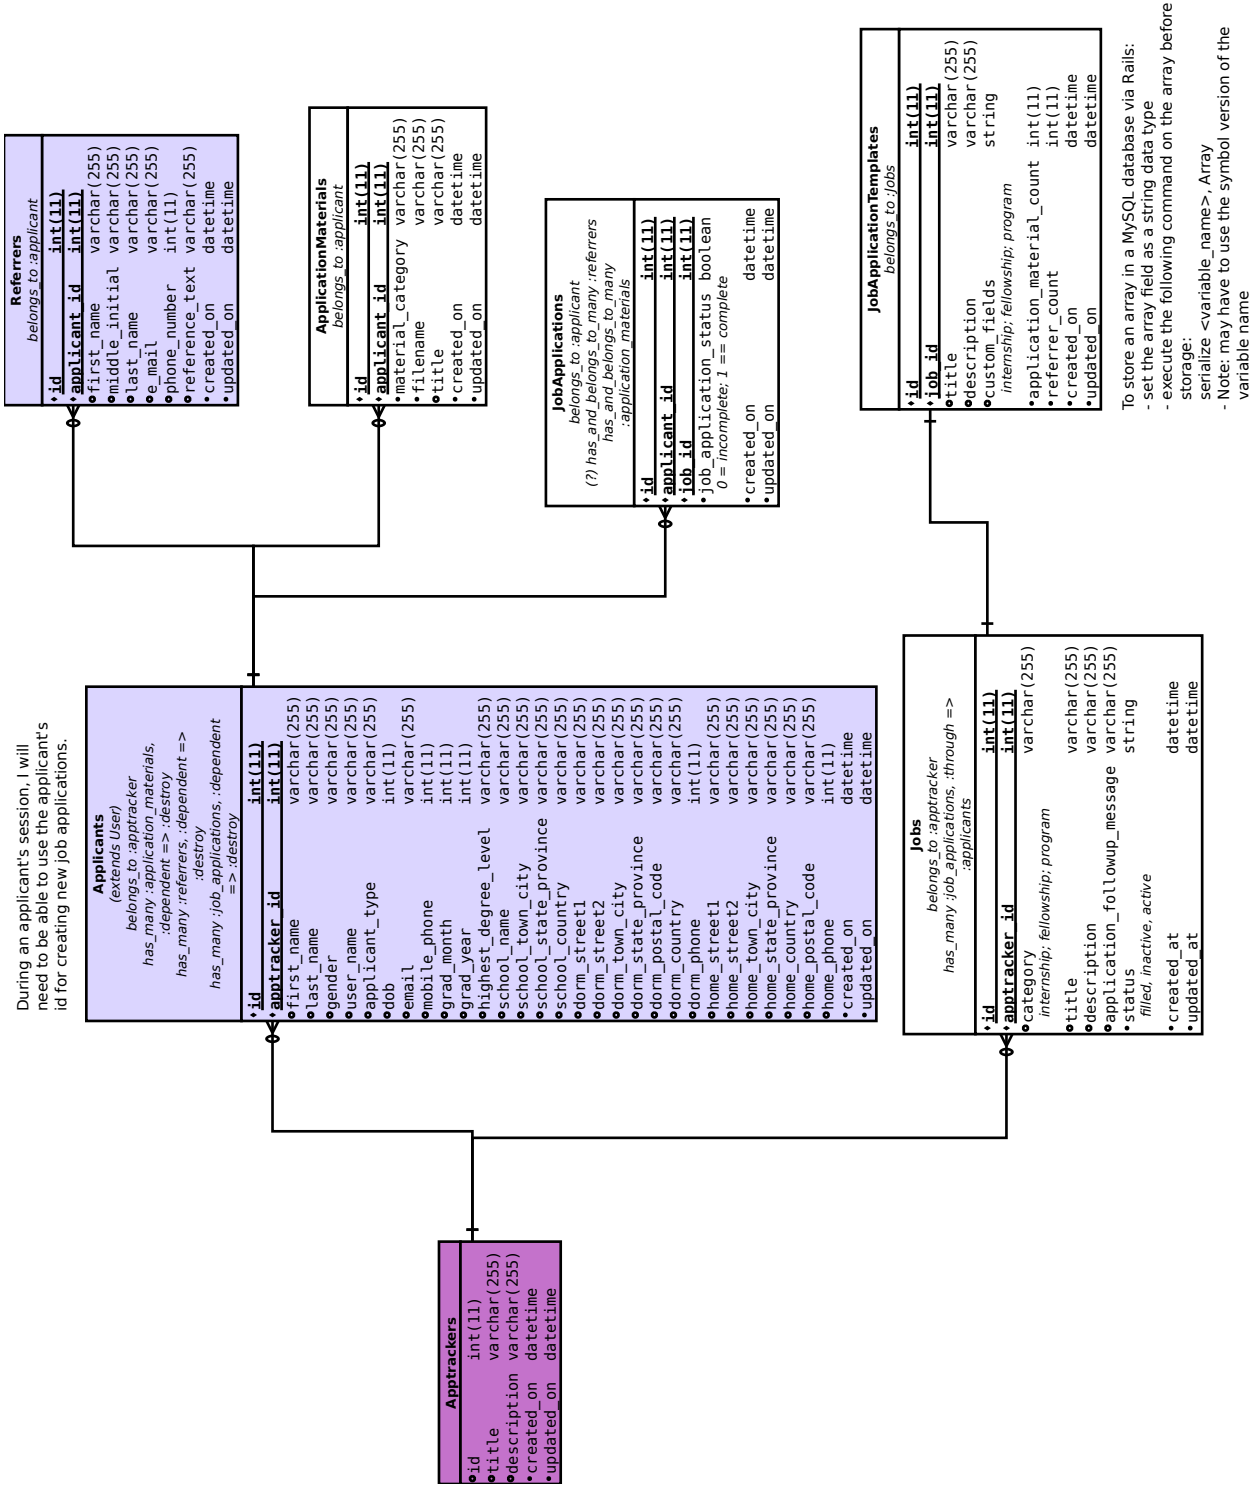 During an applicant's session, I will
need to be able to use the applicant's
id for creating new job applications.
Apptrackers
id int(11)
title varchar(255)
description varchar(255)
created_on datetime
updated_on datetime
Applicants
(extends User)
belongs_to :apptracker
has_many :application_materials,
:dependent => :destroy
has_many :referrers, :dependent =>
:destroy
has_many :job_applications, :dependent
=> :destroy
id int(11)
apptracker_id int(11)
first_name varchar(255)
last_name varchar(255)
gender varchar(255)
user_name varchar(255)
applicant_type varchar(255)
dob int(11)
email varchar(255)
mobile_phone int(11)
grad_month int(11)
grad_year int(11)
highest_degree_level varchar(255)
school_name varchar(255)
school_town_city varchar(255)
school_state_province varchar(255)
school_country varchar(255)
dorm_street1 varchar(255)
dorm_street2 varchar(255)
dorm_town_city varchar(255)
dorm_state_province varchar(255)
dorm_postal_code varchar(255)
dorm_country varchar(255)
dorm_phone int(11)
home_street1 varchar(255)
home_street2 varchar(255)
home_town_city varchar(255)
home_state_province varchar(255)
home_country varchar(255)
home_postal_code varchar(255)
home_phone int(11)
created_on datetime
updated_on datetime
Jobs
belongs_to :apptracker
has_many :job_applications, :through =>
:applicants
id int(11)
apptracker_id int(11)
category varchar(255)
internship; fellowship; program
title varchar(255)
description varchar(255)
application_followup_message varchar(255)
status string
filled, inactive, active
created_at datetime
updated_at datetime
Referrers
belongs_to :applicant
id int(11)
applicant_id int(11)
first_name varchar(255)
middle_initial varchar(255)
last_name varchar(255)
e_mail varchar(255)
phone_number int(11)
reference_text varchar(255)
created_on datetime
updated_on datetime
ApplicationMaterials
belongs_to :applicant
id int(11)
applicant_id int(11)
material_category varchar(255)
filename varchar(255)
title varchar(255)
created_on datetime
updated_on datetime
JobApplications
belongs_to :applicant
(?) has_and_belongs_to_many :referrers
has_and_belongs_to_many
:application_materials
id int(11)
applicant_id int(11)
job_id int(11)
job_application_status boolean
0 = incomplete; 1 == complete
created_on datetime
updated_on datetime
JobApplicationTemplates
belongs_to :Jobs
id int(11)
job_id int(11)
title varchar(255)
description varchar(255)
custom_fields string
internship; fellowship; program
application_material_count int(11)
referrer_count int(11)
created_on datetime
updated_on datetime
To store an array in a MySQL database via Rails:
- set the array field as a string data type
- execute the following command on the array before
storage:
serialize <variable_name>, Array
- Note: may have to use the symbol version of the
variable name